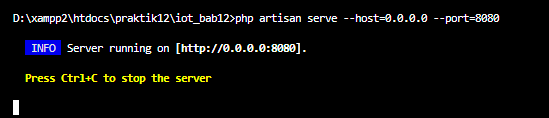 D:\xampp2\htdocs\praktik12\iot_bab12>php artisan serve --host=0.0.0.0 --port=8080
INFO Server running on [http://0.0.0.0:8080].
Press Ctrl+C to stop the server